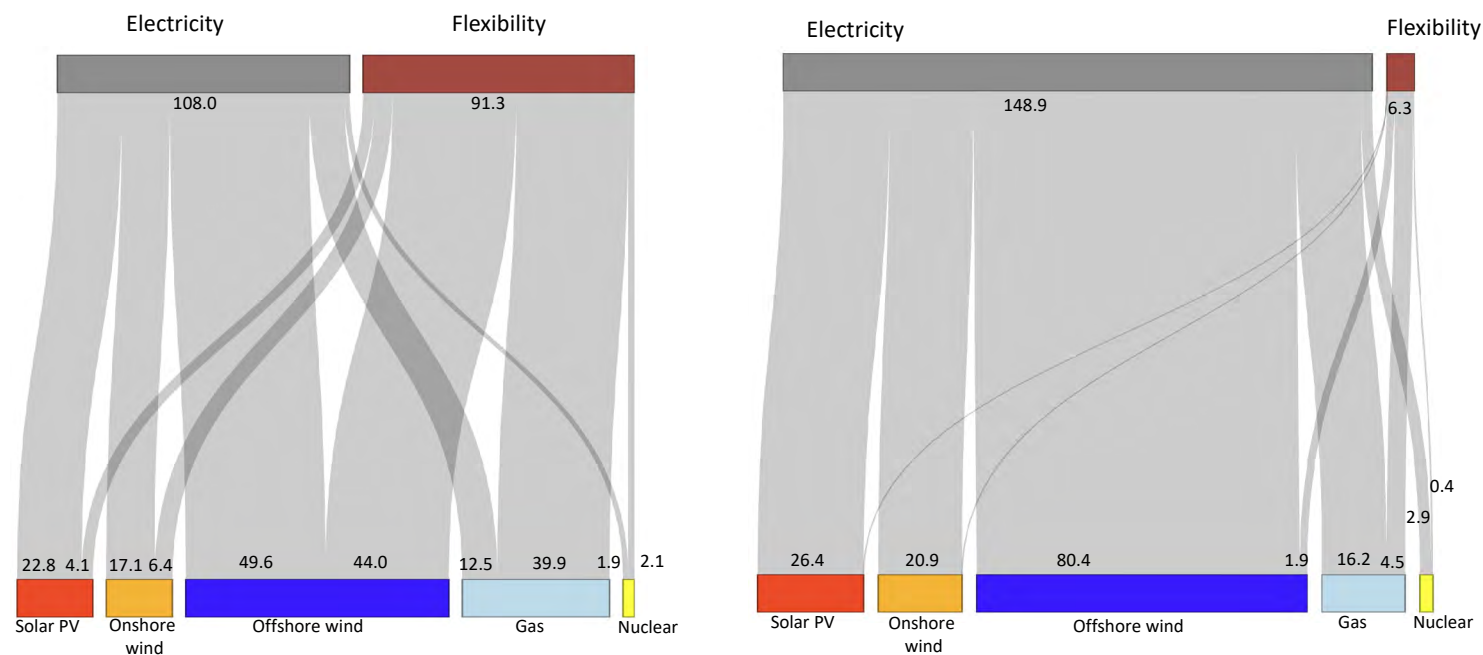 Electricity
Flexibility
108.0
91.3
22.8 4.1 17.1 6.4 49.6 44.0 12.5 39.9 1.9 2.1
Solar PV
Onshore
wind
Offshore wind
Gas
Nuclear
Electricity
Flexibility
148.9
6.3
0.4
2.9
26.4 20.9 80.4 1.9 16.2 4.5
Solar PV
Onshore
wind
Offshore wind
Gas
Nuclear